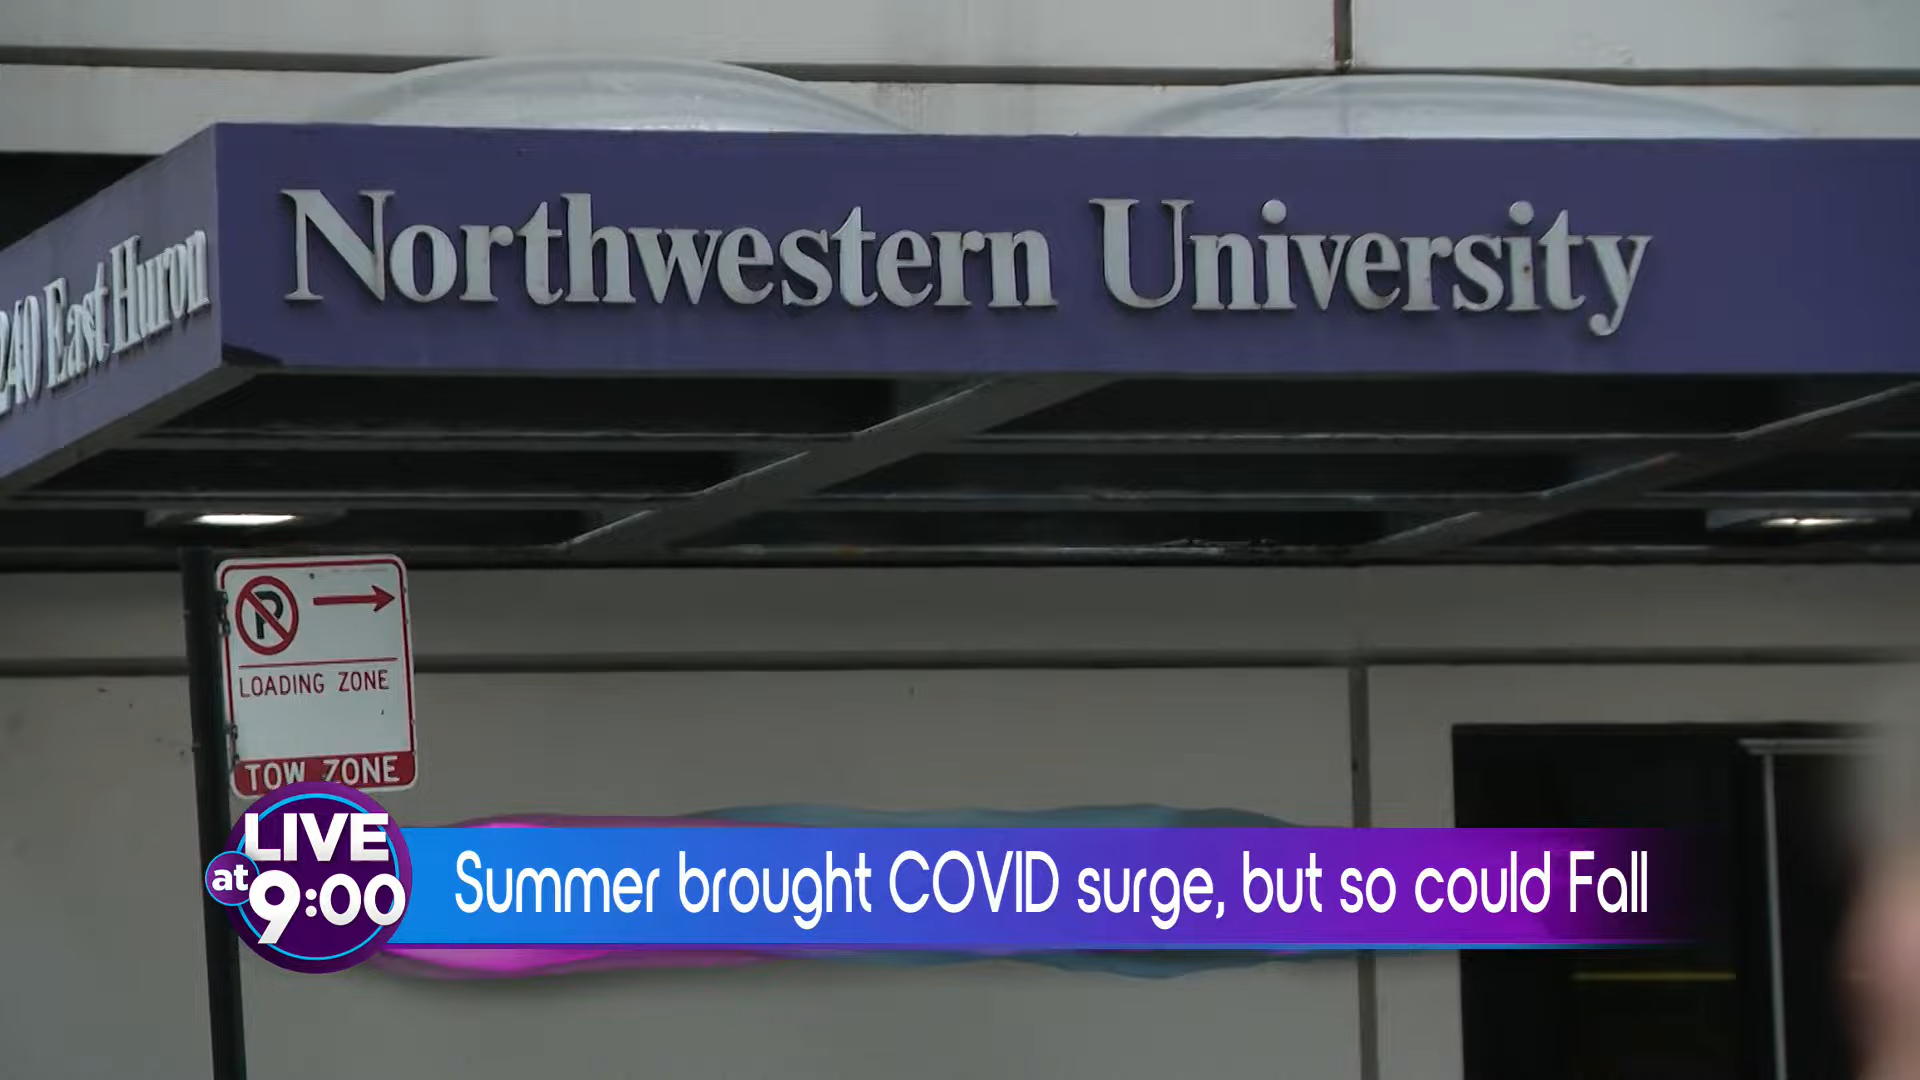 Northwestern University
240 East Huron
LOADING ZONE
TOW ZONE
LIVE
at
9:00
Summer brought COVID surge, but so could Fall